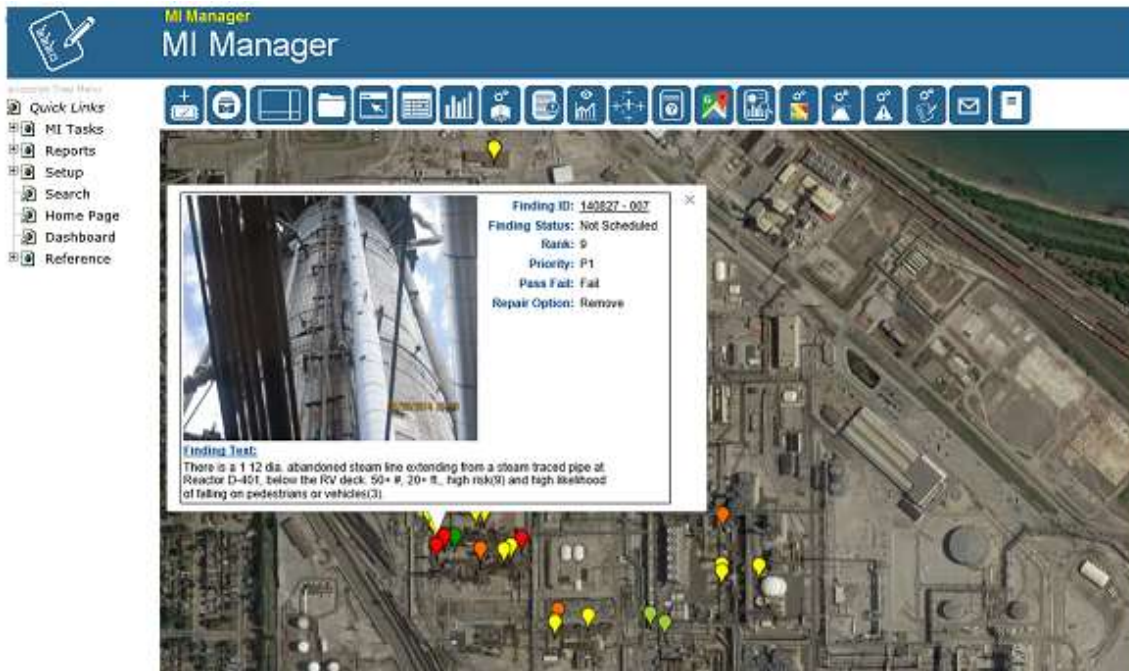 MI Manager
MI Manager
Quick Links
MI Tasks
Reports
Setup
Search
Home Page
Dashboard
Reference
Finding ID: 140827 - 007
Finding Status: Not Scheduled
Rank: 9
Priority: P1
Pass Fail: Fail
Repair Option: Remove
Finding Text:
There is a 1 12 dia. abandoned steam line extending from a steam traced pipe at
Reactor D-401, below the RV deck. 50+ #, 20+ ft., high risk(9) and high likelihood
of falling on pedestrians or vehicles(3).